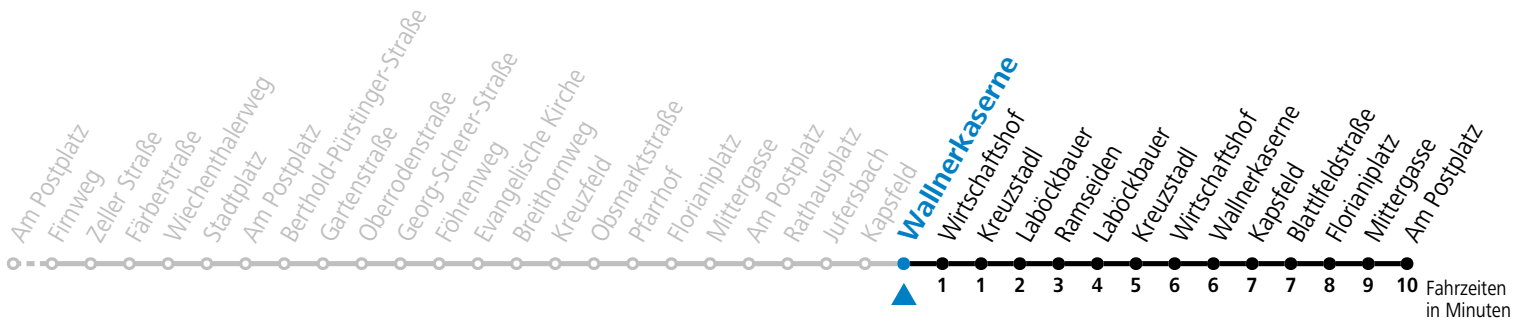 Am Postplatz
Firnweg
Zeller Straße
Färberstraße
Wiechenthalerweg
Stadtplatz
Am Postplatz
Berthold-Pürstinger-Straße
Gartenstraße
Oberrodenstraße
Georg-Scherer-Straße
Föhrenweg
Evangelische Kirche
Breithornweg
Kreuzfeld
Obsmarktstraße
Pfarrhof
Florianiplatz
Mittergasse
Am Postplatz
Rathausplatz
Jufersbach
Kapsfeld
Wallnerkaserne
Wirtschaftshof
Kreuzstadl
Laböckbauer
Ramseiden
Laböckbauer
Kreuzstadl
Wirtschaftshof
Wallnerkaserne
Kapsfeld
Blattlfeldstraße
Florianiplatz
Mittergasse
Am Postplatz
1 1 2 3 4 5 6 6 7 7 8 9 10 Fahrzeiten
in Minuten